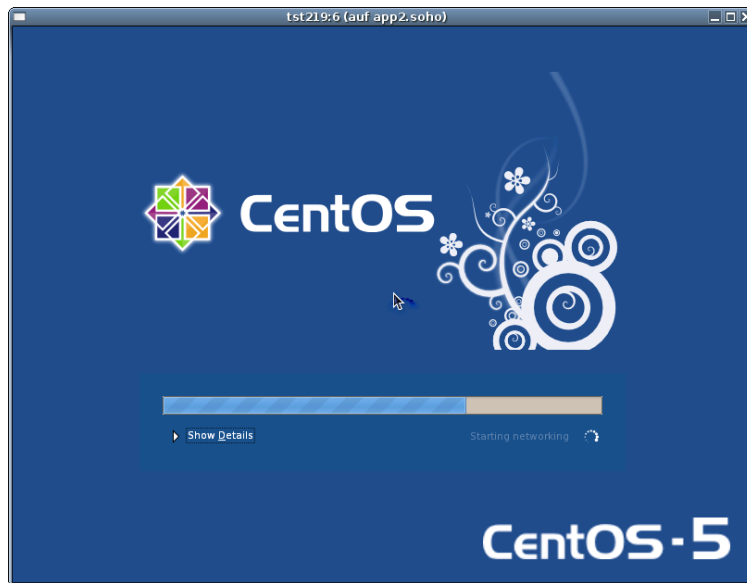 tst219:6 (auf app2.soho)
CentOS
Show Details
Starting networking
CentOS-5